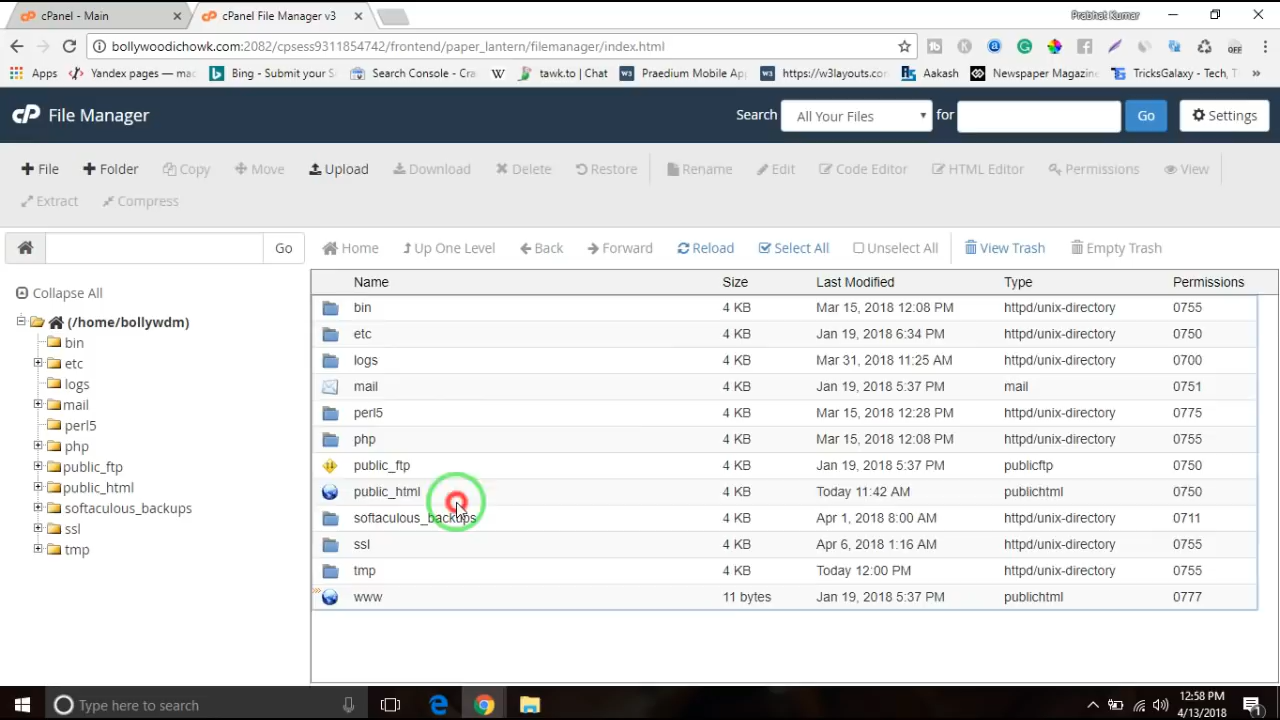 cPanel - Main
cPanel File Manager v3
Prabhat Kumar
bollywoodichowk.com:2082/cpsess9311854742/frontend/paper_lantern/filemanager/index.html
Apps
Yandex pages — mac
Bing - Submit your S
Search Console - Cra
tawk.to | Chat
Praedium Mobile Ap
https://w3layouts.co
Aakash
Newspaper Magazin
TricksGalaxy - Tech, T
cP File Manager
Search All Your Files for Go Settings
+ File + Folder Copy Move Upload Download Delete Restore Rename Edit Code Editor HTML Editor Permissions View
Extract Compress
Go Home Up One Level Back Forward Reload Select All Unselect All View Trash Empty Trash
Collapse All
(/home/bollywdm)
bin
etc
logs
mail
perl5
php
public_ftp
public_html
softaculous_backups
ssl
tmp
Name Size Last Modified Type Permissions
bin 4 KB Mar 15, 2018 12:08 PM httpd/unix-directory 0755
etc 4 KB Jan 19, 2018 6:34 PM httpd/unix-directory 0750
logs 4 KB Mar 31, 2018 11:25 AM httpd/unix-directory 0700
mail 4 KB Jan 19, 2018 5:37 PM mail 0751
perl5 4 KB Mar 15, 2018 12:28 PM httpd/unix-directory 0775
php 4 KB Mar 15, 2018 12:08 PM httpd/unix-directory 0755
public_ftp 4 KB Jan 19, 2018 5:37 PM publicftp 0750
public_html 4 KB Today 11:42 AM publichtml 0750
softaculous_backups 4 KB Apr 1, 2018 8:00 AM httpd/unix-directory 0711
ssl 4 KB Apr 6, 2018 1:16 AM httpd/unix-directory 0755
tmp 4 KB Today 12:00 PM httpd/unix-directory 0755
www 11 bytes Jan 19, 2018 5:37 PM publichtml 0777
Type here to search
12:58 PM
4/13/2018